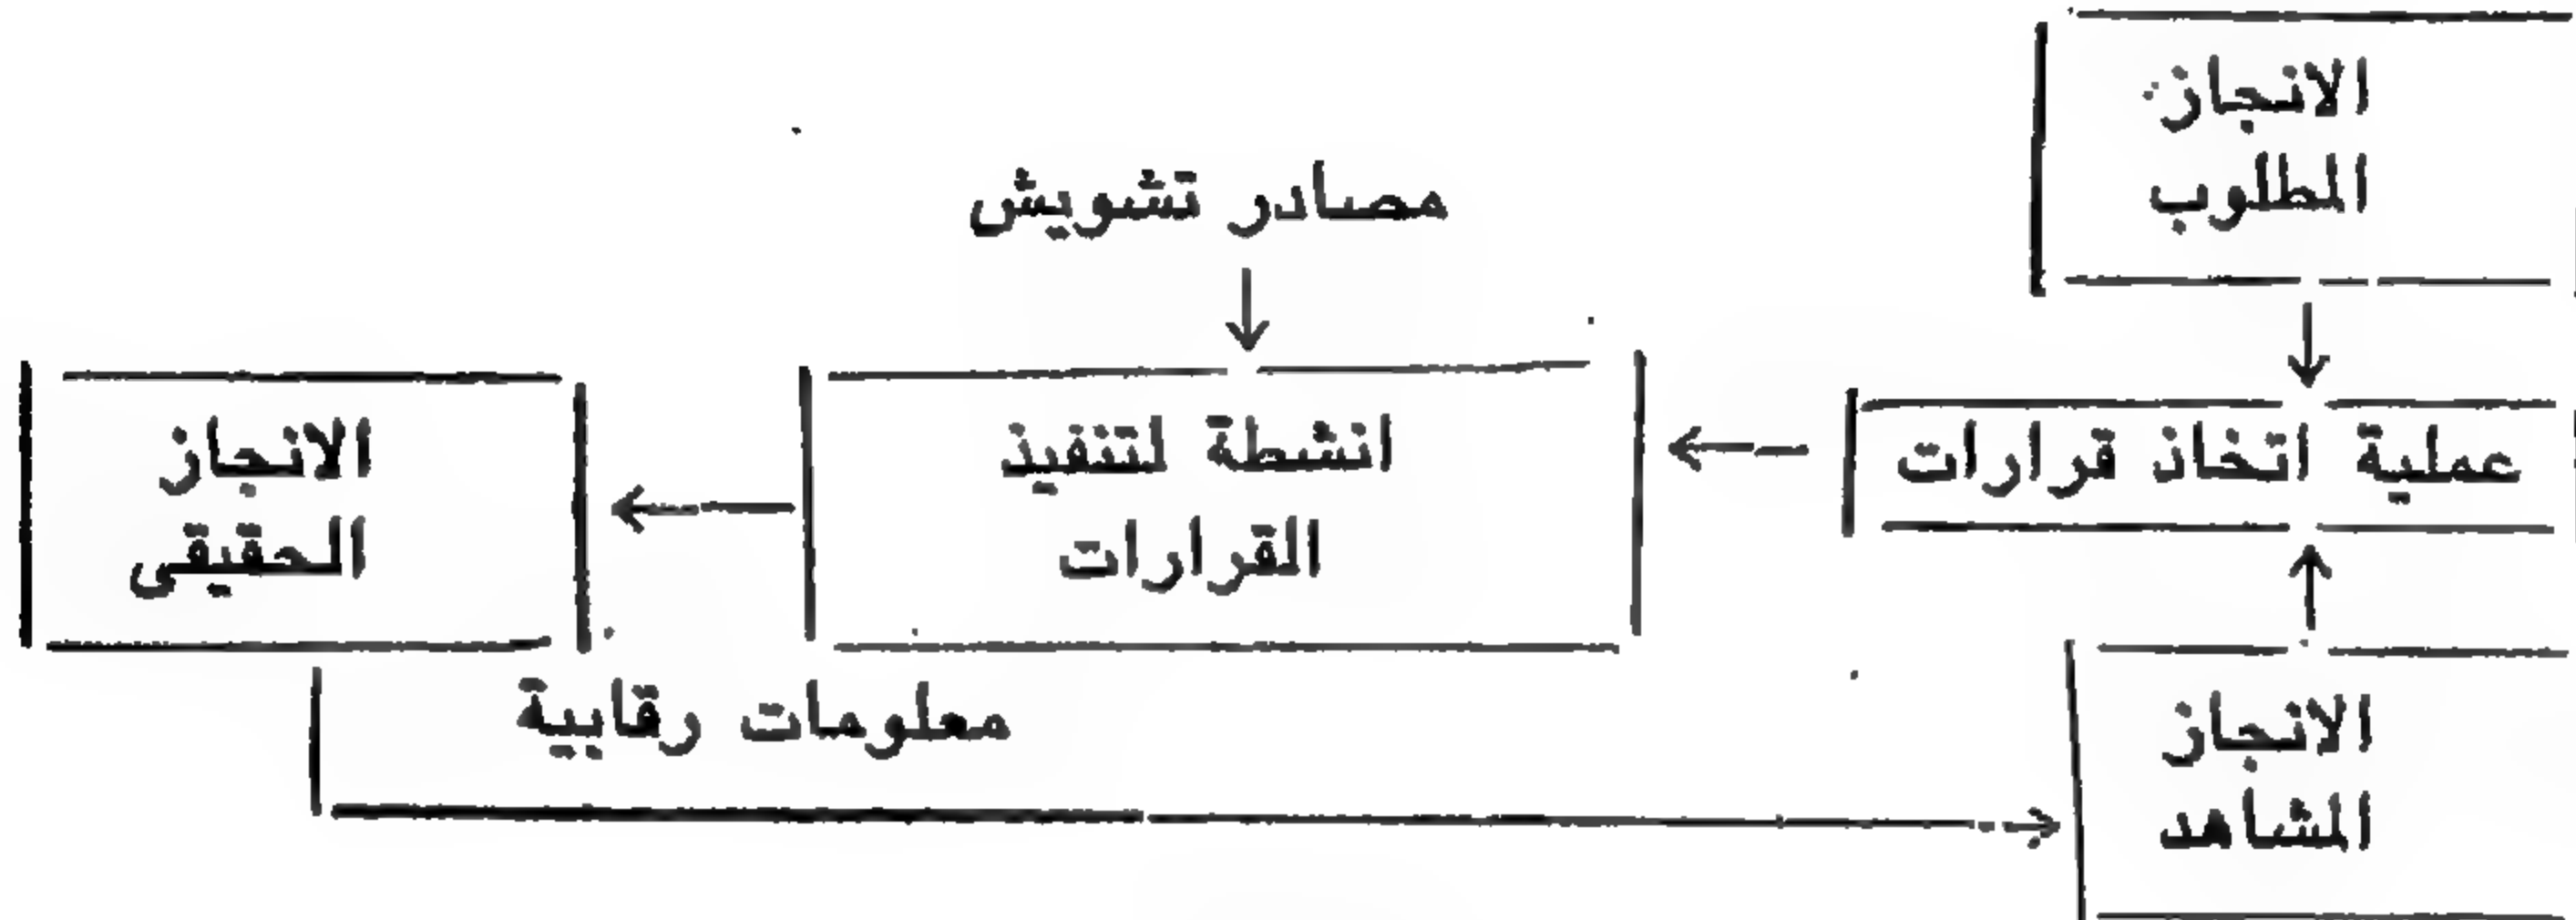 الانجاز
المطلوب
مصادر تشويش
عملية اتخاذ قرارات
انشطة لتنفيذ
القرارات
الانجاز
الحقيقى
معلومات رقابية
الانجاز
المشاهد